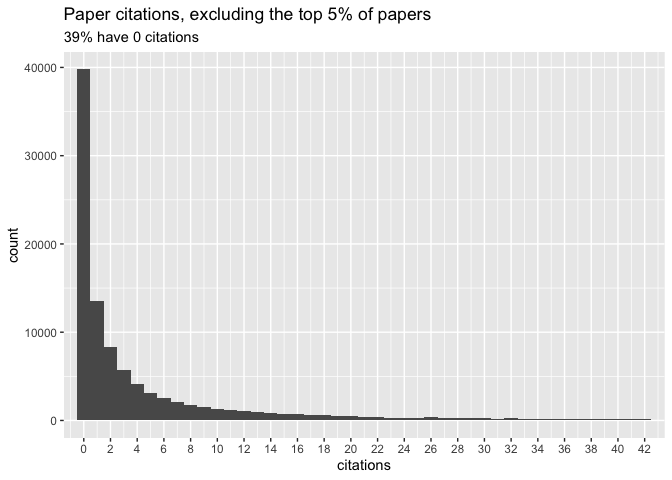 Paper citations, excluding the top 5% of papers
39% have 0 citations
40000
30000
20000
10000
0
count
0 2 4 6 8 10 12 14 16 18 20 22 24 26 28 30 32 34 36 38 40 42
citations